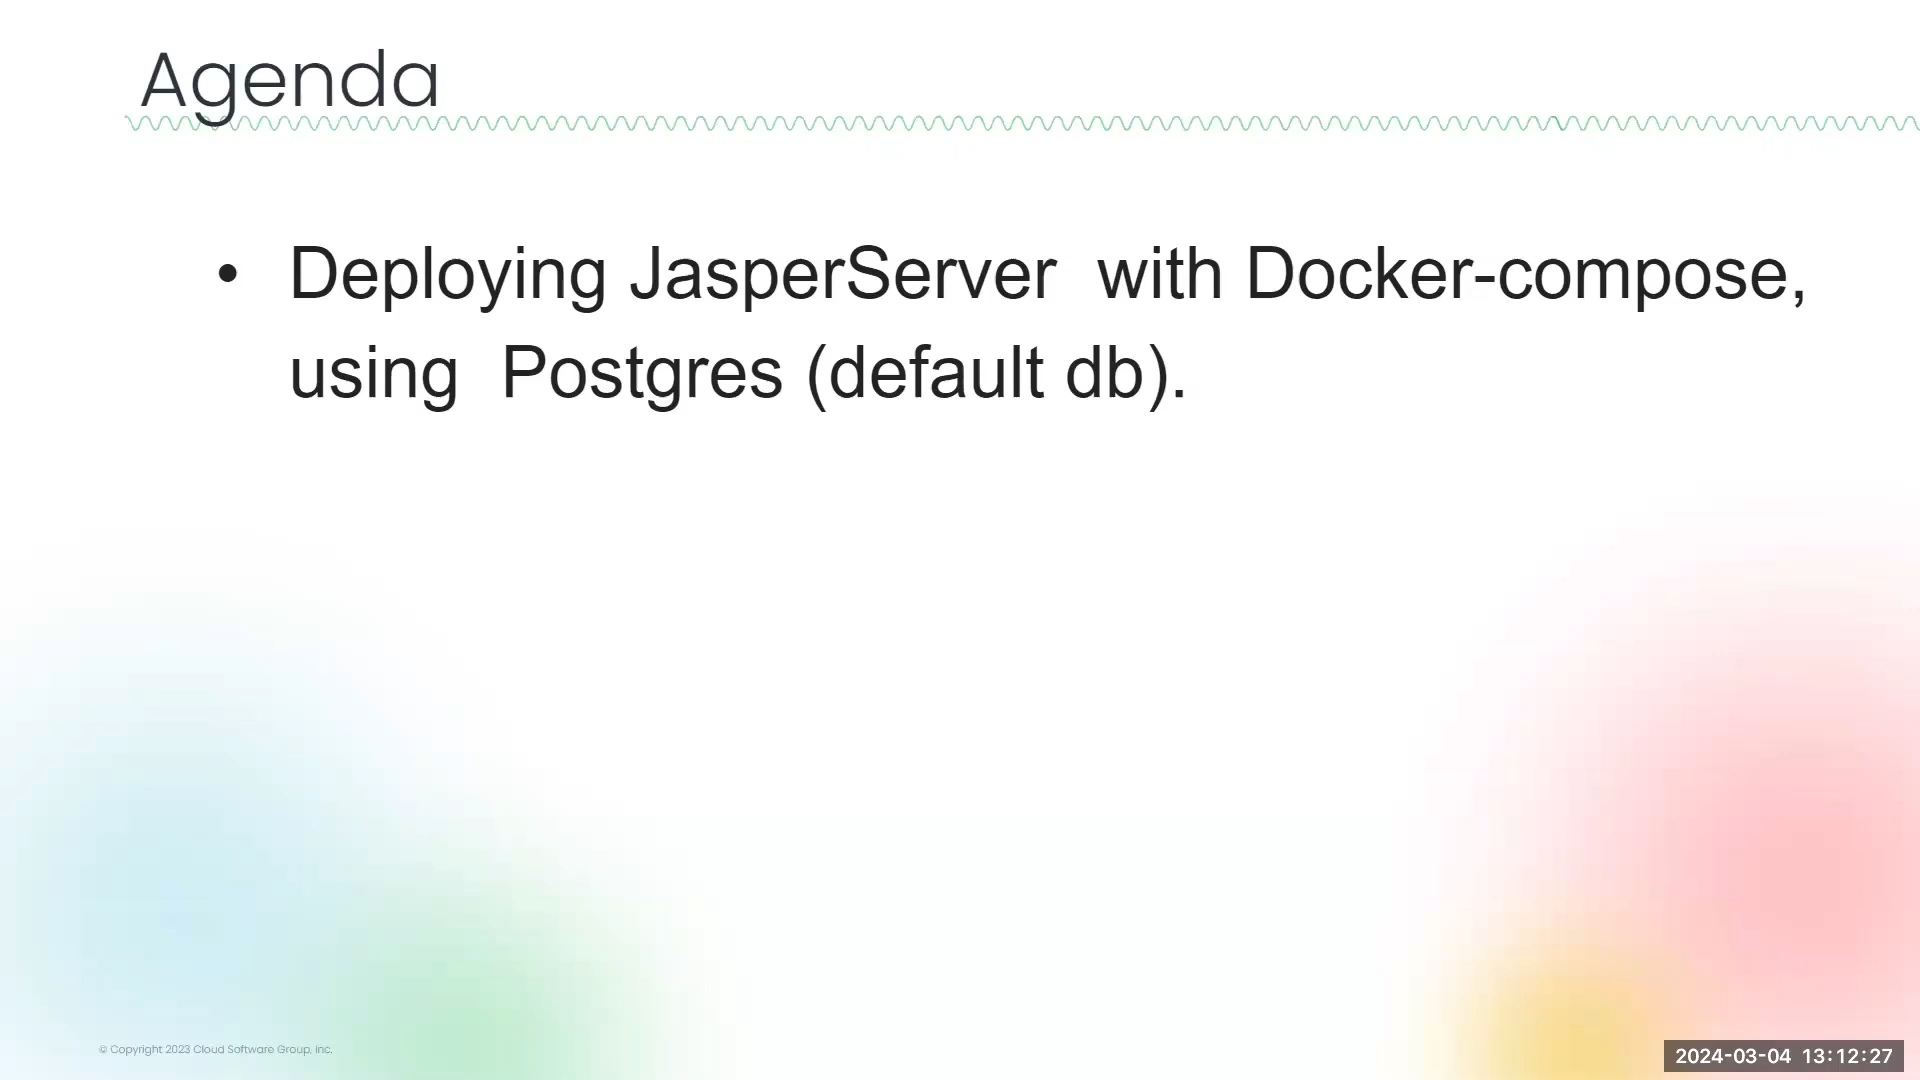 Agenda
• Deploying JasperServer  with Docker-compose,
using  Postgres (default db).
© Copyright 2023 Cloud Software Group, Inc.
2024-03-04 13:12:27